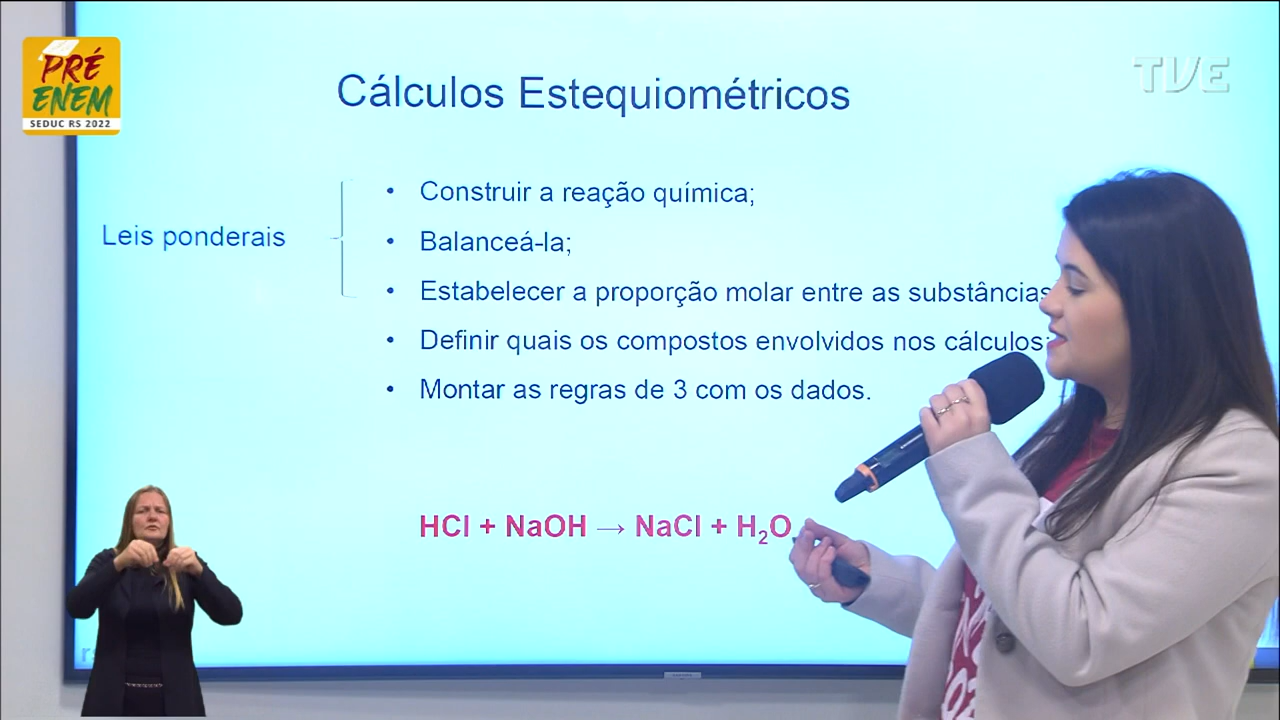 PRÉ
ENEM
SEDUC RS 2022
TVE
Cálculos Estequiométricos
Leis ponderais
• Construir a reação química;
• Balanceá-la;
• Estabelecer a proporção molar entre as substâncias
• Definir quais os compostos envolvidos nos cálculos;
• Montar as regras de 3 com os dados.
HCl + NaOH → NaCl + H₂O